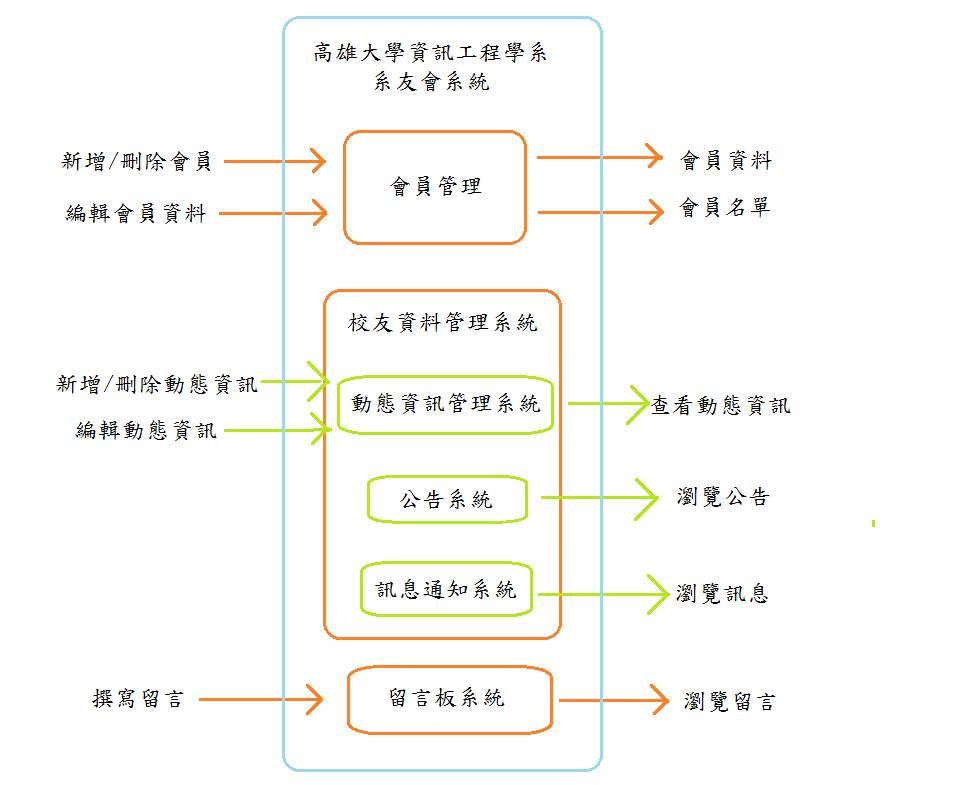 高雄大學資訊工程學系
系友會系統
新增/刪除會員
編輯會員資料
會員管理
會員資料
會員名單
校友資料管理系統
新增/刪除動態資訊
編輯動態資訊
動態資訊管理系統
查看動態資訊
公告系統
瀏覽公告
訊息通知系統
瀏覽訊息
撰寫留言
留言板系統
瀏覽留言